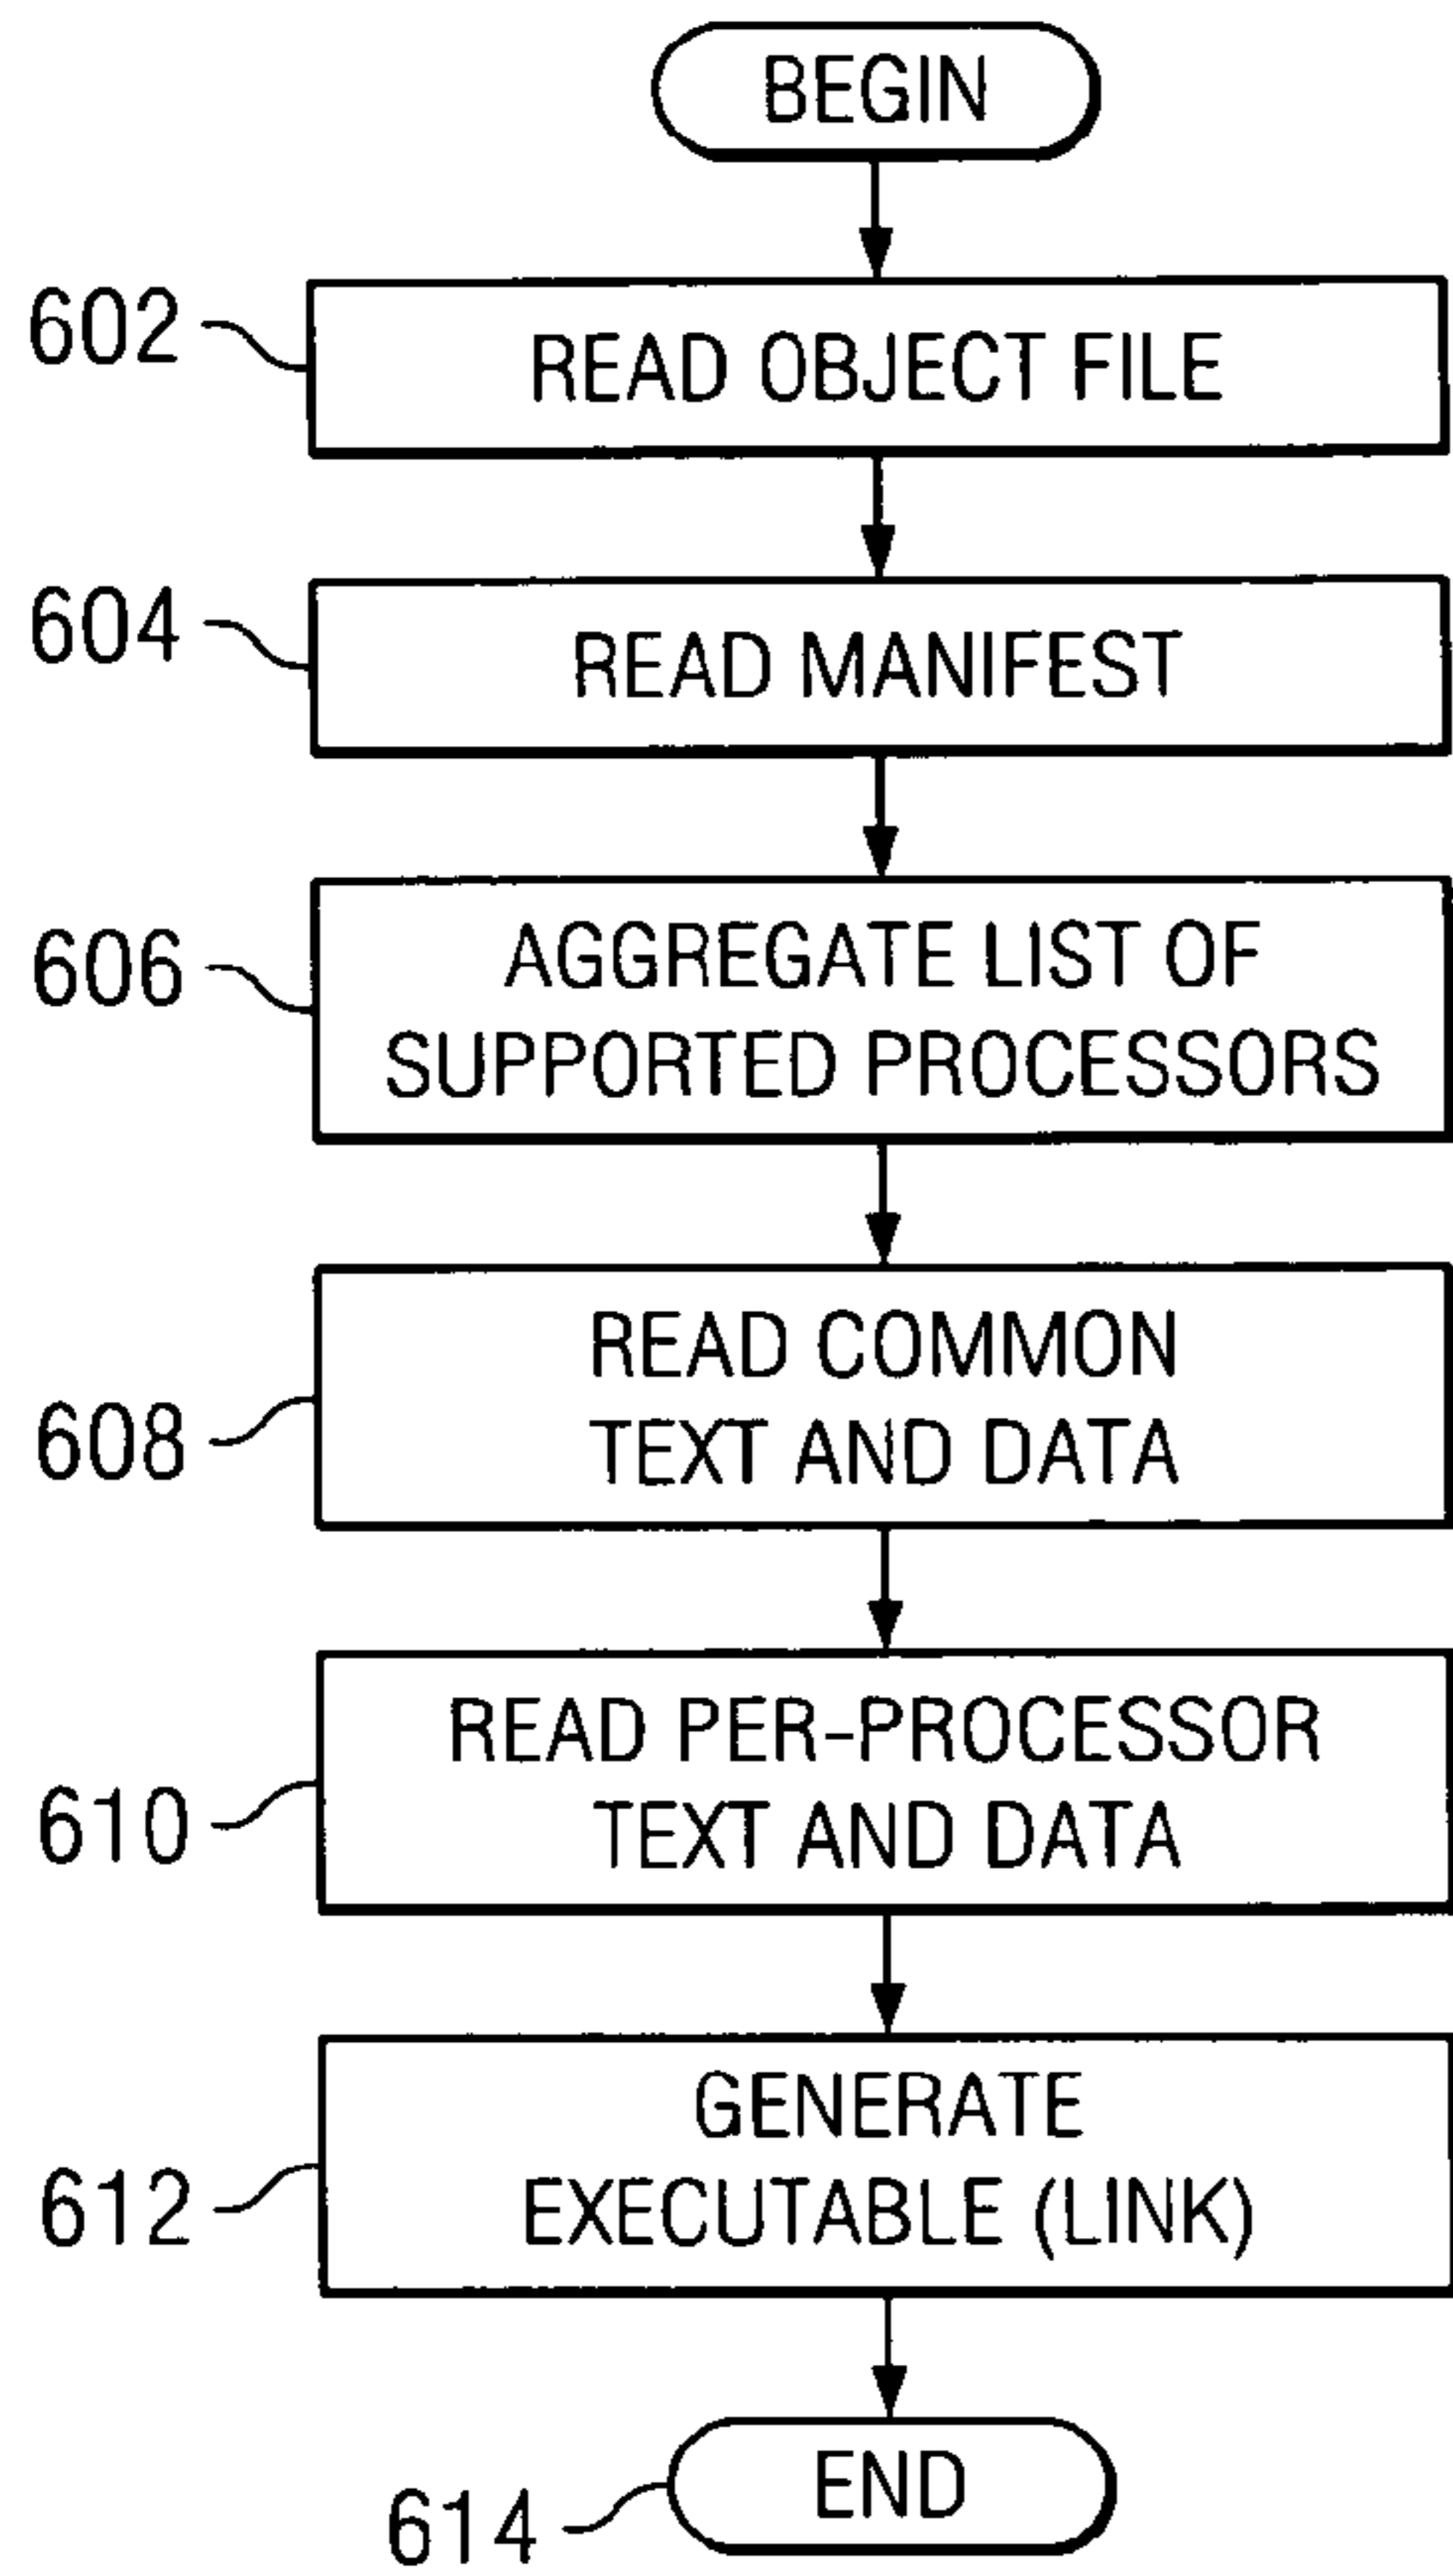 BEGIN
602
READ OBJECT FILE
604
READ MANIFEST
606
AGGREGATE LIST OF
SUPPORTED PROCESSORS
608
READ COMMON
TEXT AND DATA
610
READ PER-PROCESSOR
TEXT AND DATA
612
GENERATE
EXECUTABLE (LINK)
614
END